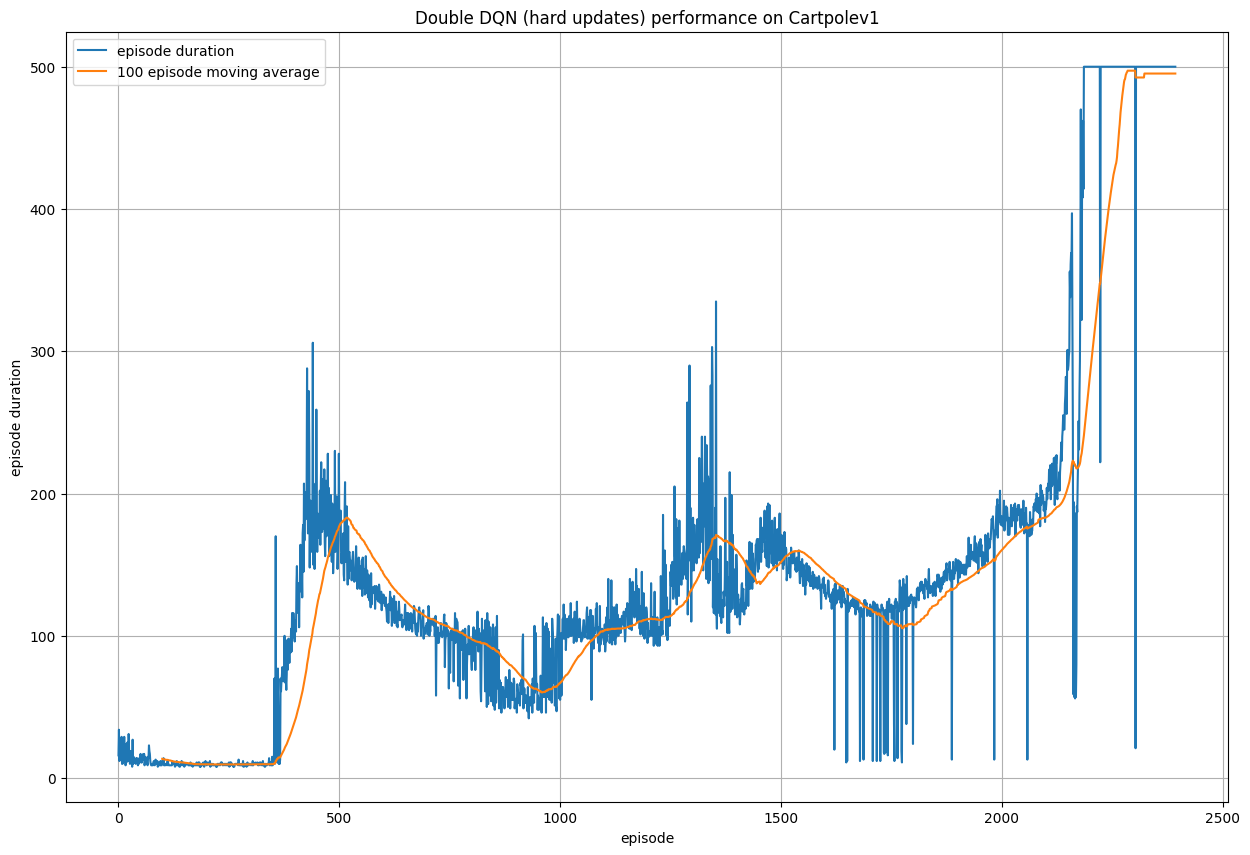 Double DQN (hard updates) performance on Cartpolev1
episode duration
100 episode moving average
500
400
300
200
100
0
episode duration
0
500
1000
1500
2000
2500
episode